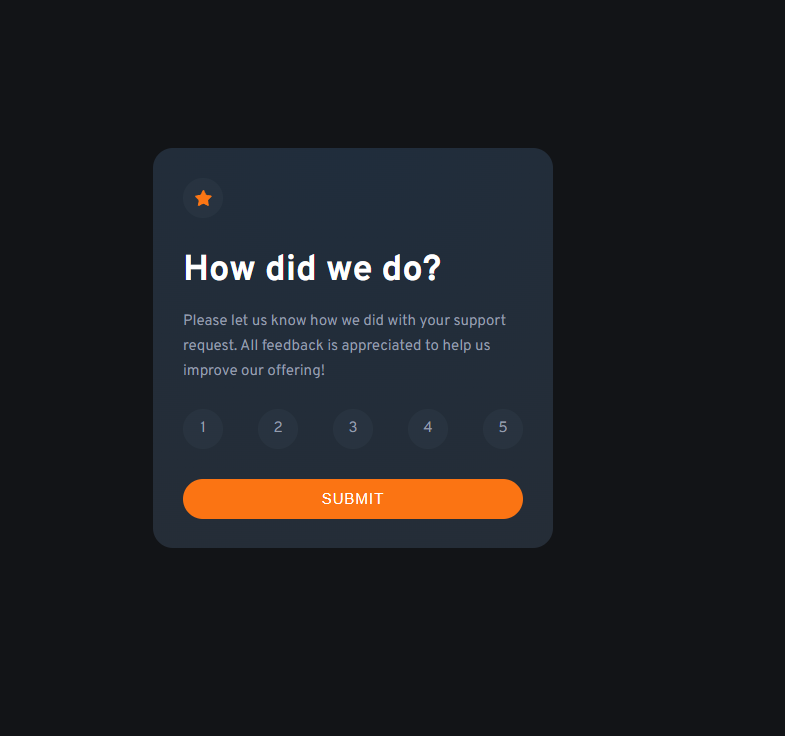 How did we do?
Please let us know how we did with your support
request. All feedback is appreciated to help us
improve our offering!
1 2 3 4 5
SUBMIT